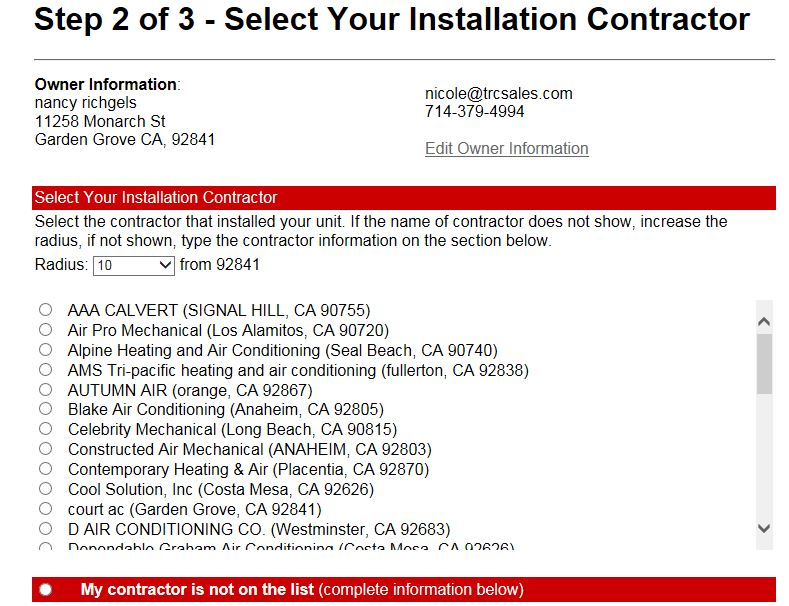 Step 2 of 3 - Select Your Installation Contractor
Owner Information:
nancy richgels
11258 Monarch St
Garden Grove CA, 92841
nicole@trcsales.com
714-379-4994
Edit Owner Information
Select Your Installation Contractor
Select the contractor that installed your unit. If the name of contractor does not show, increase the
radius, if not shown, type the contractor information on the section below.
Radius: 10 from 92841
AAA CALVERT (SIGNAL HILL, CA 90755)
Air Pro Mechanical (Los Alamitos, CA 90720)
Alpine Heating and Air Conditioning (Seal Beach, CA 90740)
AMS Tri-pacific heating and air conditioning (fullerton, CA 92838)
AUTUMN AIR (orange, CA 92867)
Blake Air Conditioning (Anaheim, CA 92805)
Celebrity Mechanical (Long Beach, CA 90815)
Constructed Air Mechanical (ANAHEIM, CA 92803)
Contemporary Heating & Air (Placentia, CA 92870)
Cool Solution, Inc (Costa Mesa, CA 92626)
court ac (Garden Grove, CA 92841)
D AIR CONDITIONING CO. (Westminster, CA 92683)
Dependable Graham Air Conditioning (Costa Mesa, CA 92626)
My contractor is not on the list (complete information below)